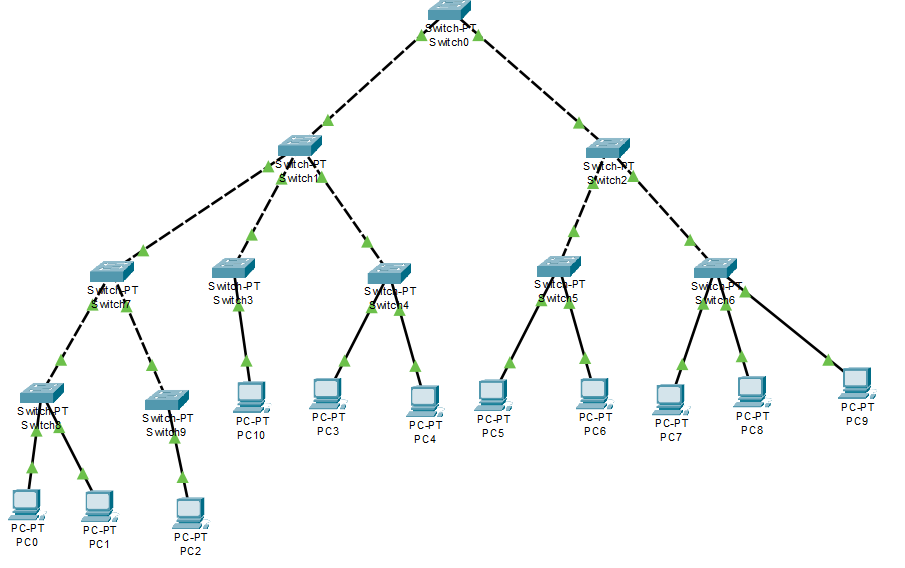 Switch-PT
Switch0
Switch-PT
Switch1
Switch-PT
Switch2
Switch-PT
Switch7
Switch-PT
Switch3
Switch-PT
Switch4
Switch-PT
Switch5
Switch-PT
Switch6
Switch-PT
Switch8
Switch-PT
Switch9
PC-PT
PC10
PC-PT
PC3
PC-PT
PC4
PC-PT
PC5
PC-PT
PC6
PC-PT
PC7
PC-PT
PC8
PC-PT
PC9
PC-PT
PC0
PC-PT
PC1
PC-PT
PC2